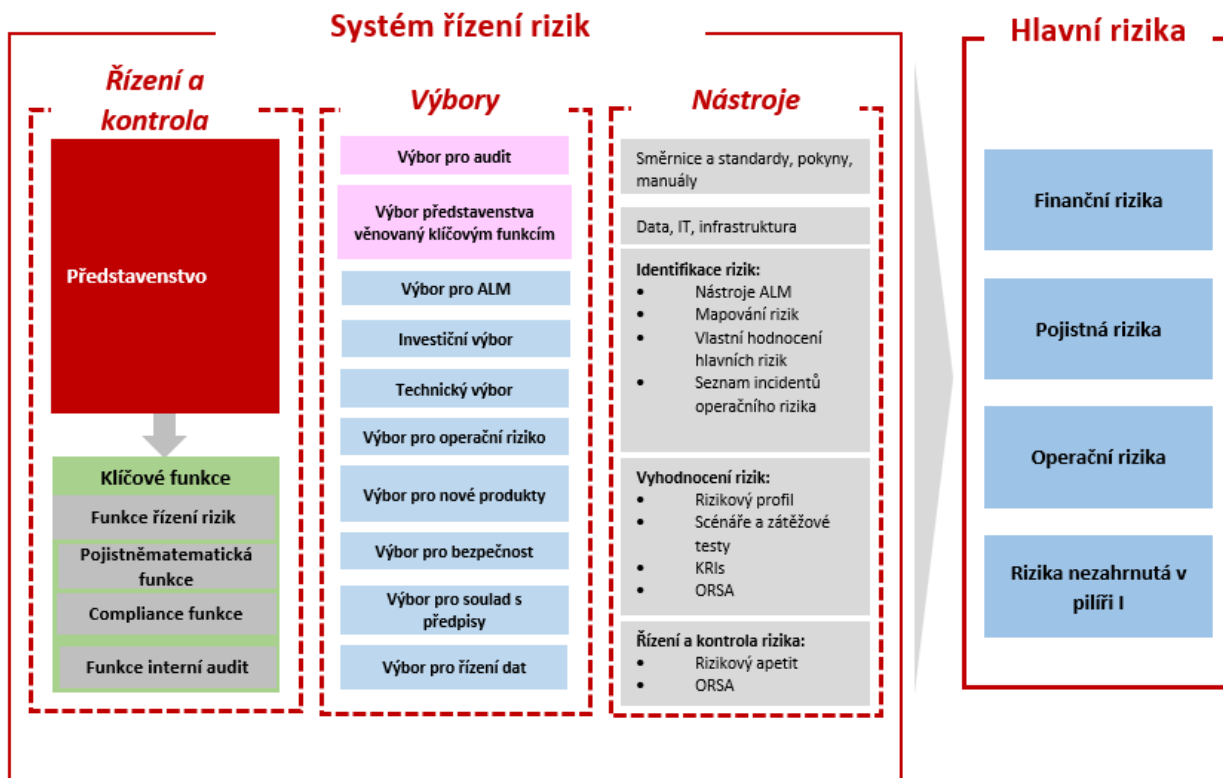 Systém řízení rizik
Řízení a
kontrola
Představenstvo
Klíčové funkce
Funkce řízení rizik
Pojistněmatematická
funkce
Compliance funkce
Funkce interní audit
Výbory
Výbor pro audit
Výbor představenstva
věnovaný klíčovým funkcím
Výbor pro ALM
Investiční výbor
Technický výbor
Výbor pro operační riziko
Výbor pro nové produkty
Výbor pro bezpečnost
Výbor pro soulad s
předpisy
Výbor pro řízení dat
Nástroje
Směrnice a standardy, pokyny,
manuály
Data, IT, infrastruktura
Identifikace rizik:
• Nástroje ALM
• Mapování rizik
• Vlastní hodnocení
hlavních rizik
• Seznam incidentů
operačního rizika
Vyhodnocení rizik:
• Rizikový profil
• Scénáře a zátěžové
testy
• KRIs
• ORSA
Řízení a kontrola rizika:
• Rizikový apetit
• ORSA
Hlavní rizika
Finanční rizika
Pojistná rizika
Operační rizika
Rizika nezahrnutá v
pilíři I